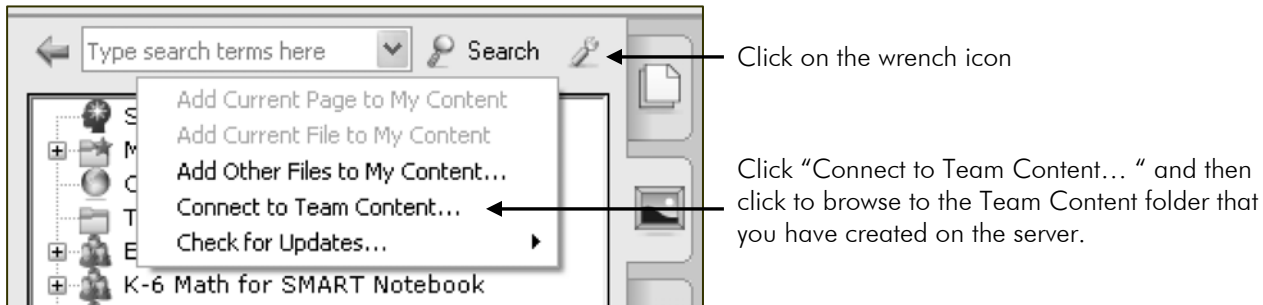 Type search terms here Search
Click on the wrench icon
Add Current Page to My Content
Add Current File to My Content
Add Other Files to My Content...
Connect to Team Content...
Check for Updates...
Click “Connect to Team Content… “ and then
click to browse to the Team Content folder that
you have created on the server.
S
M
C
T
E
K-6 Math for SMART Notebook